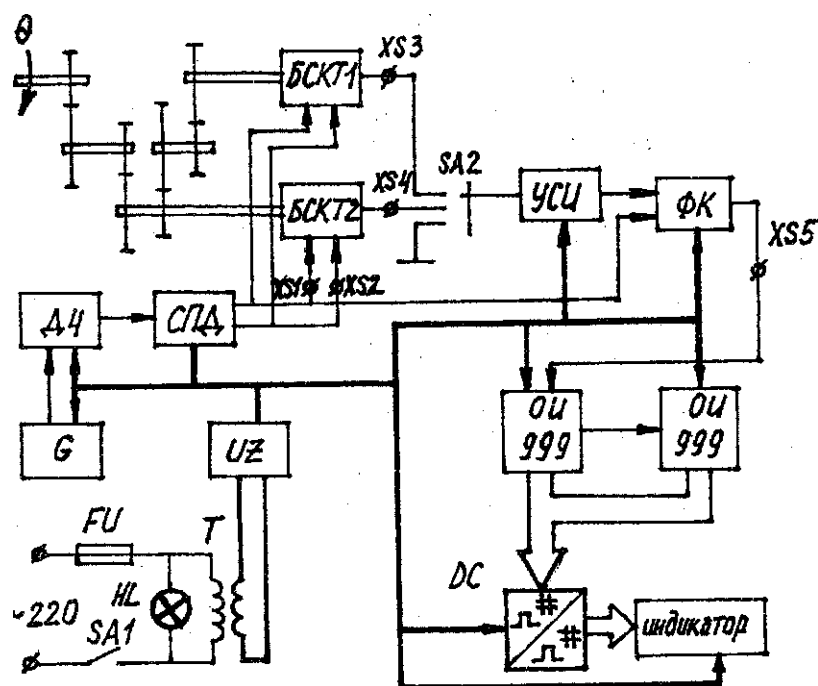 θ
БСКТ1
XS3
SA2
БСКТ2
XS4
УСИ
ФК
XS5
XS1
XS2
ДЧ
СПД
G
UZ
ОИ
999
ОИ
999
FU
T
DC
HL
~220
SA1
#
#
индикатор